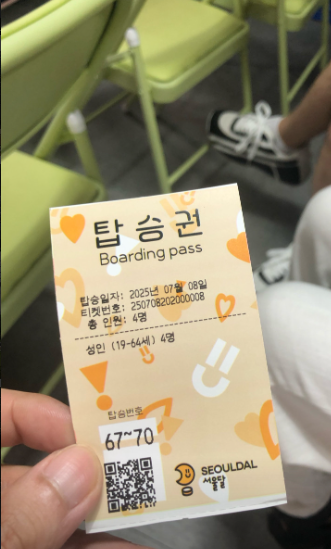 탑승권
Boarding pass
탑승일자: 2025년 07월 08일
티켓번호: 250708202000008
총 인원: 4명
성인 (19-64세) 4명
탑승번호
67~70
SEOULDAL
서울달